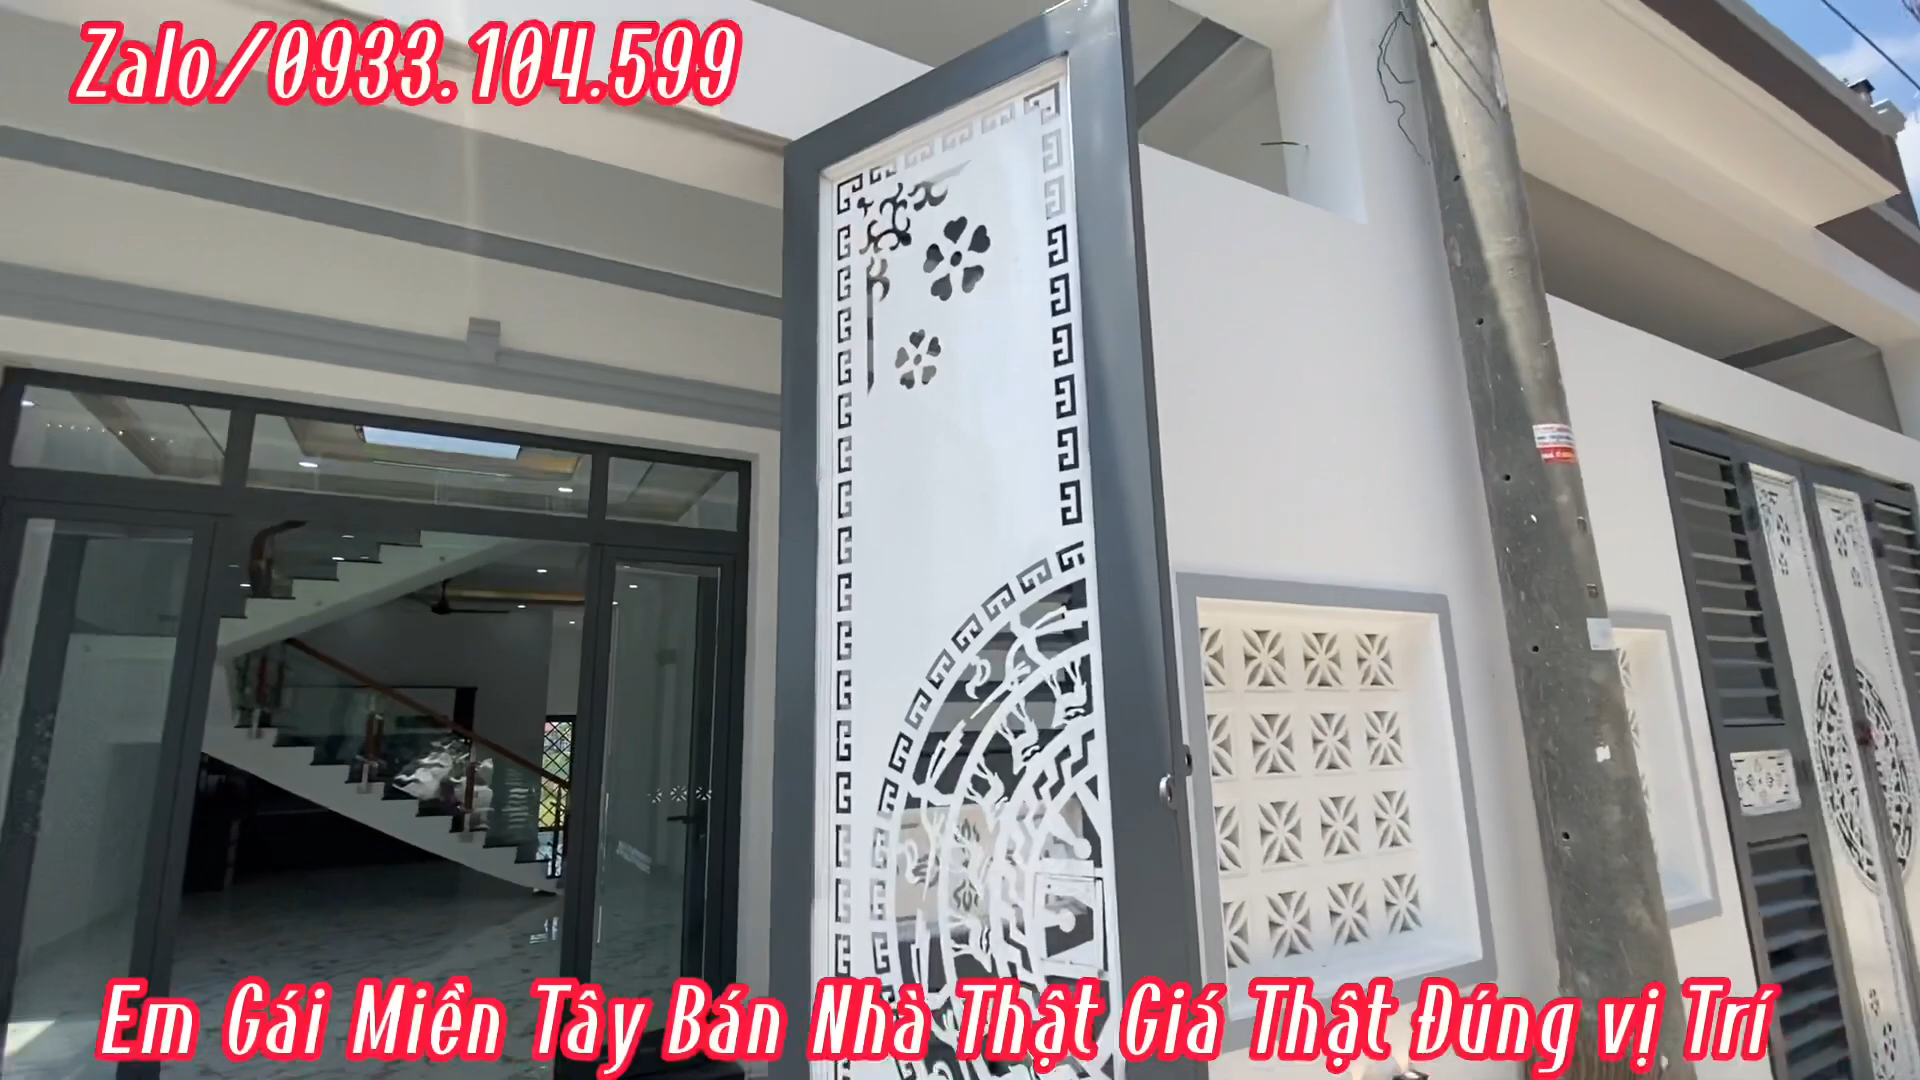 Zalo/0933.104.599
Em Gái Miền Tây Bán Nhà Thật Giá Thật Đúng vị Trí